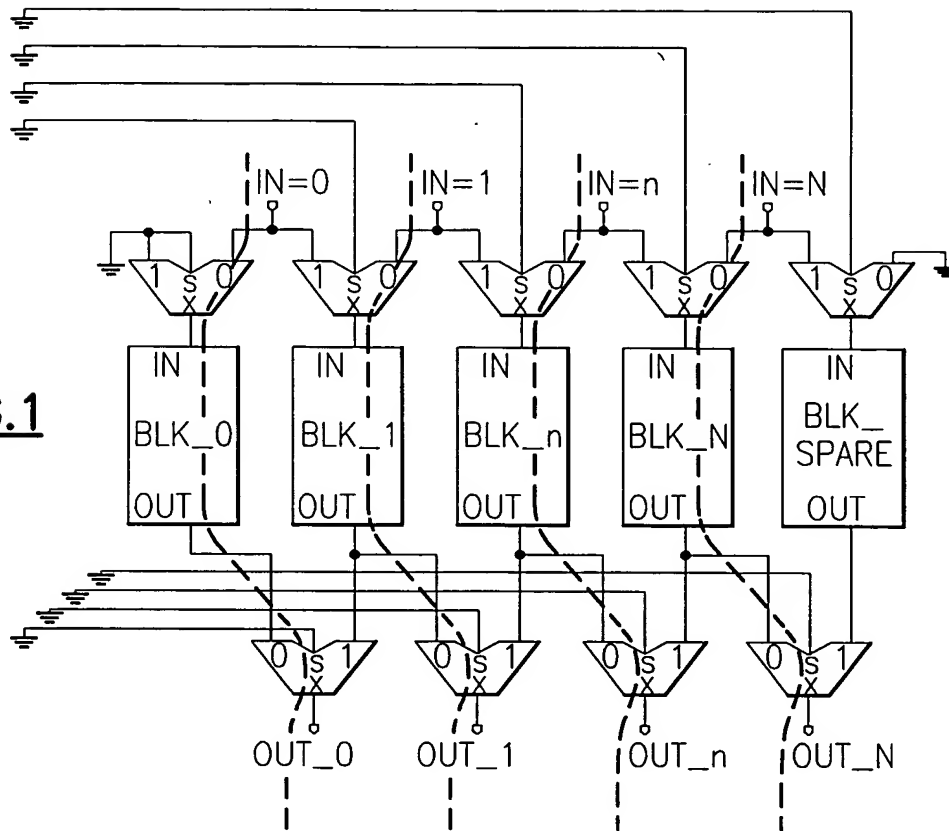 IN=0 IN=1 IN=n IN=N
1 0 1 0 1 0 1 0 1 0
S S S S S
X X X X X
IN IN IN IN IN
BLK_0 BLK_1 BLK_n BLK_N BLK_
SPARE
OUT OUT OUT OUT OUT
.1
0 1 0 1 0 1 0 1
S S S S
X X X X
OUT_0 OUT_1 OUT_n OUT_N